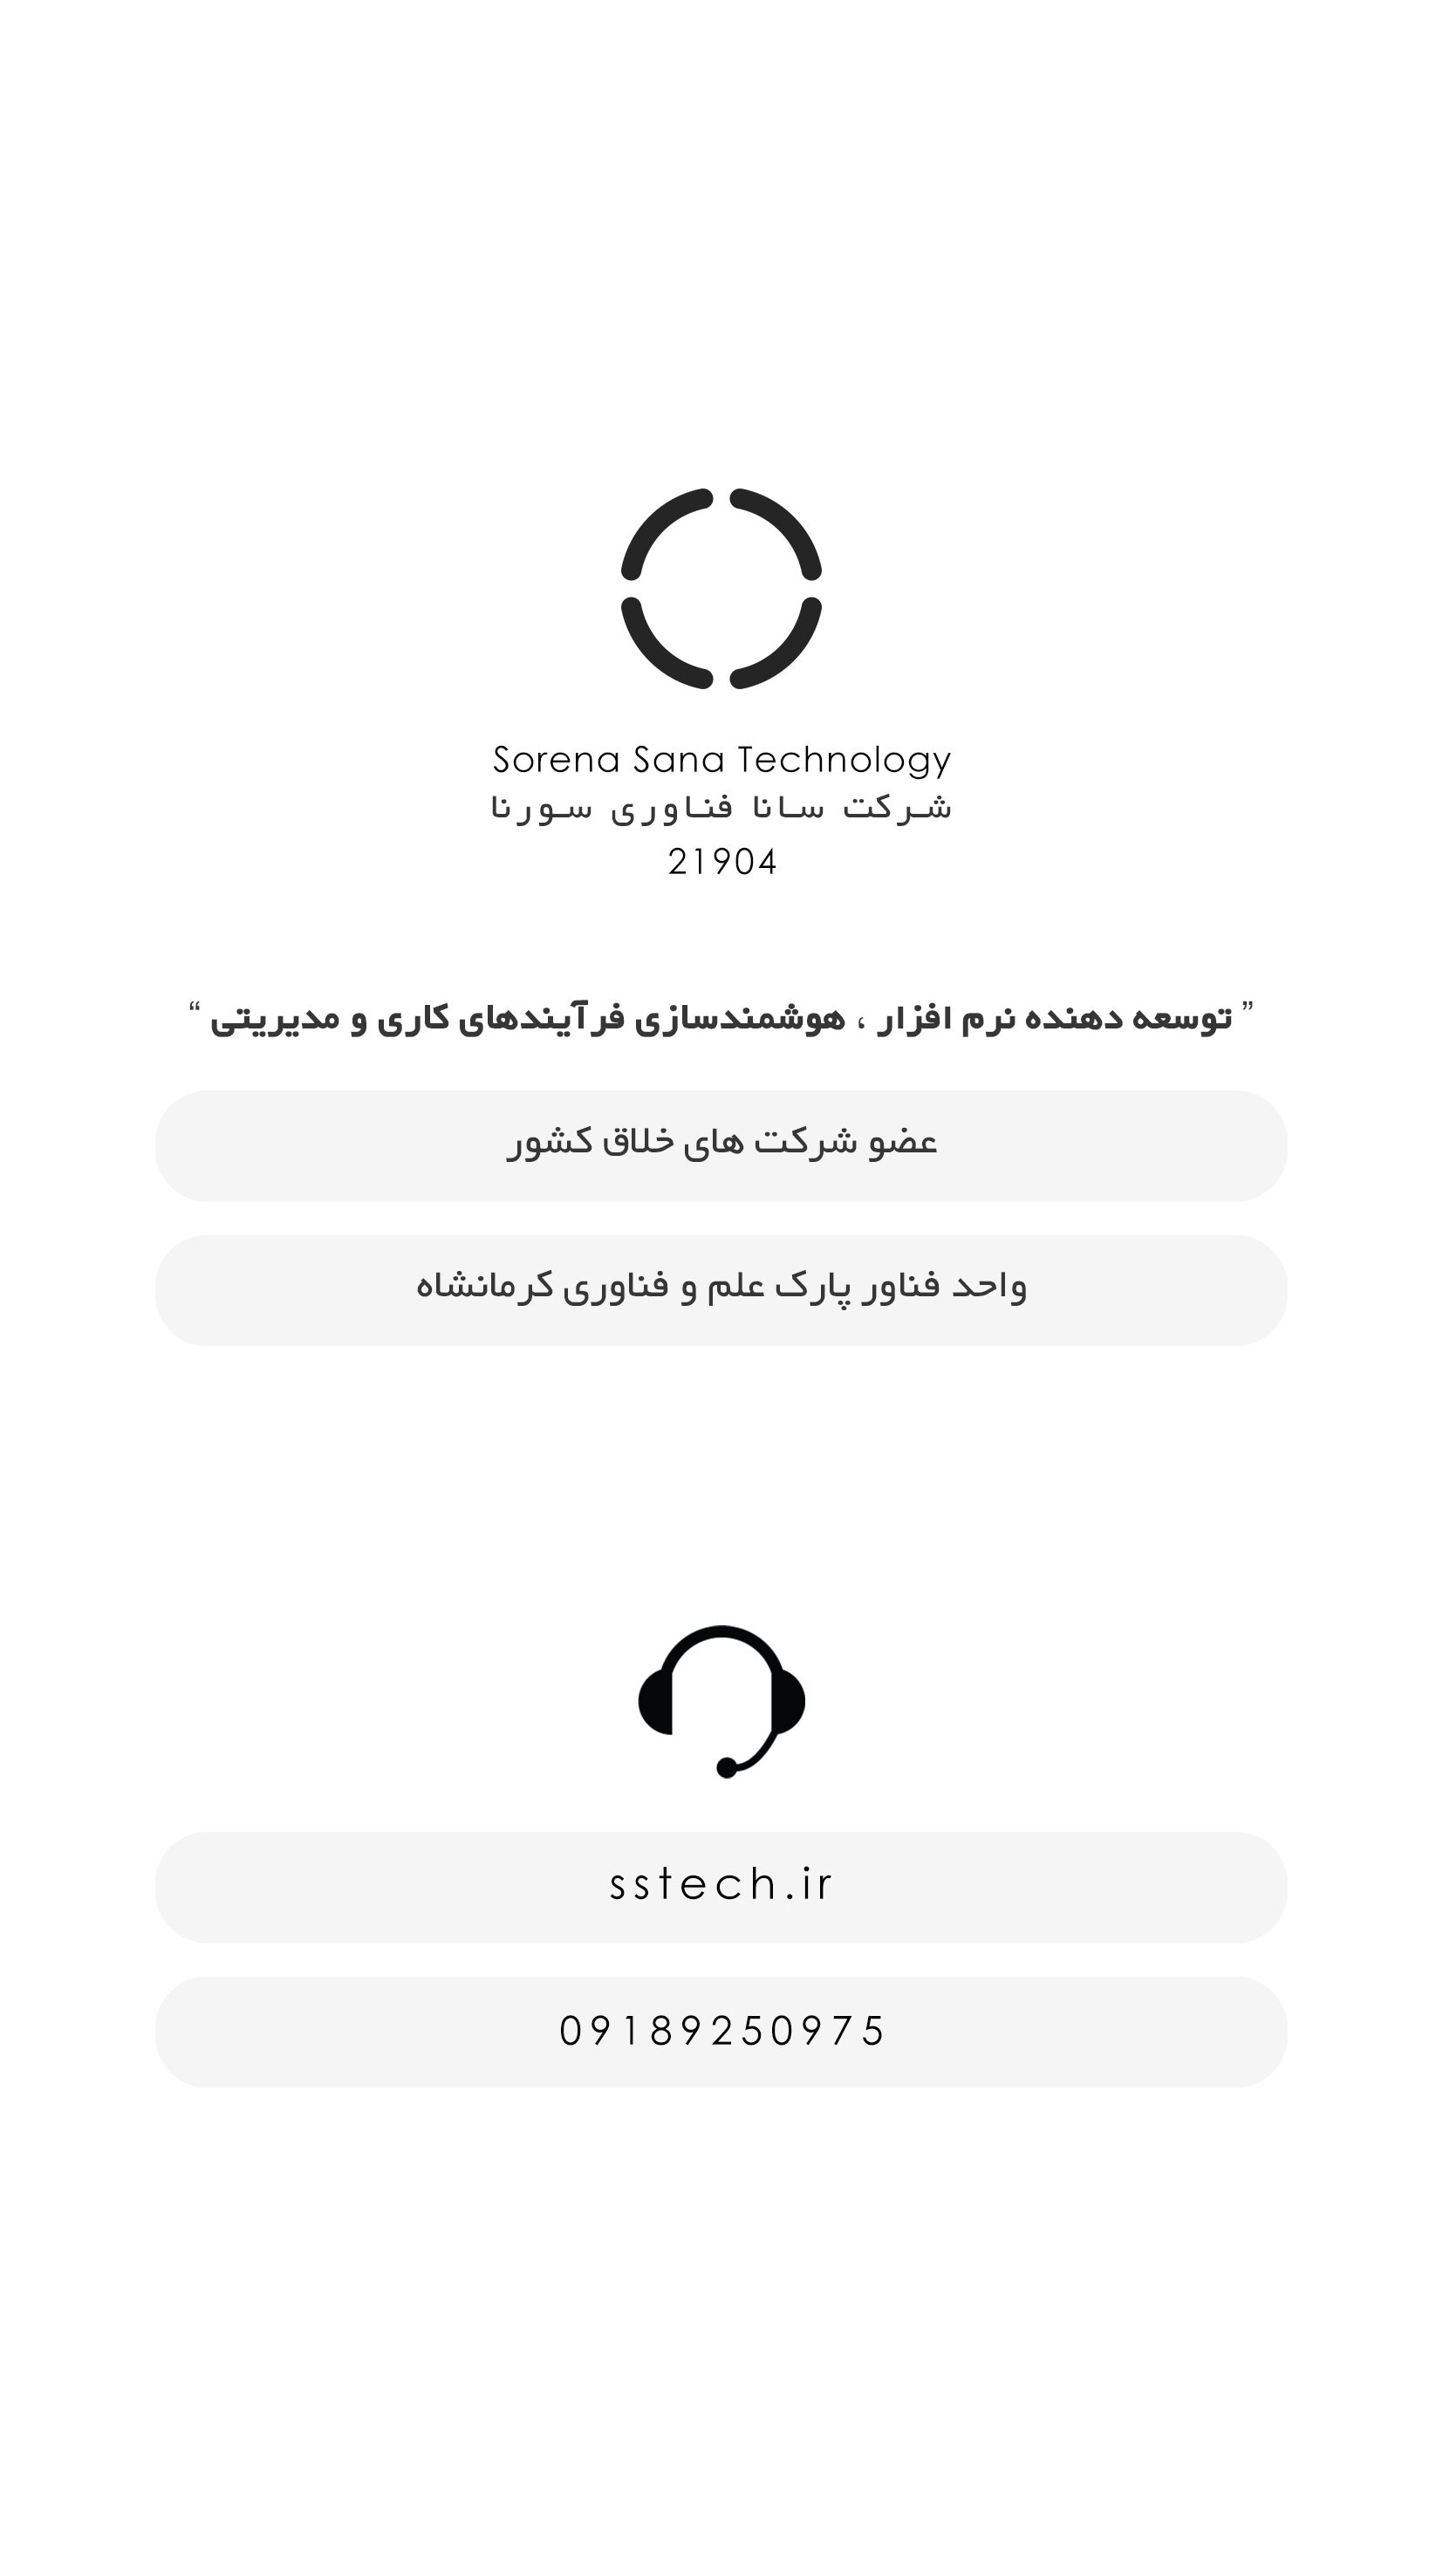 Sorena Sana Technology
شرکت سانا فناوری سورنا
21904
” توسعه دهنده نرم افزار ، هوشمندسازی فرآیندهای کاری و مدیریتی “
عضو شرکت های خلاق کشور
واحد فناور پارک علم و فناوری کرمانشاه
sstech.ir
09189250975